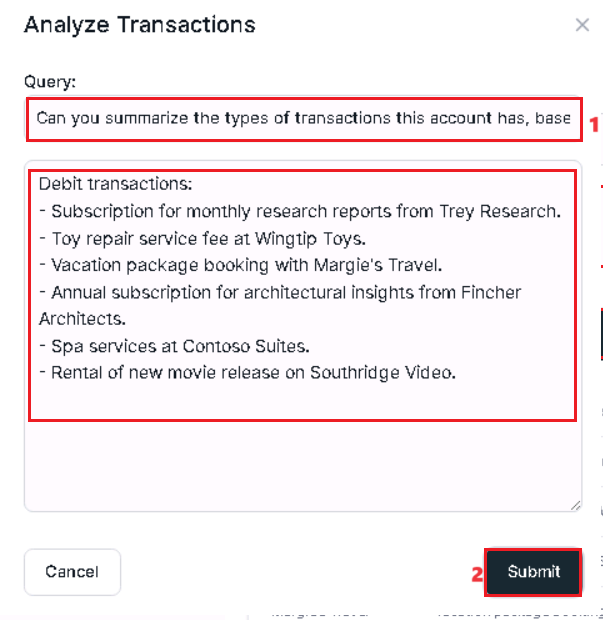 Analyze Transactions
Query:
Can you summarize the types of transactions this account has, base
1
Debit transactions:
- Subscription for monthly research reports from Trey Research.
- Toy repair service fee at Wingtip Toys.
- Vacation package booking with Margie's Travel.
- Annual subscription for architectural insights from Fincher
Architects.
- Spa services at Contoso Suites.
- Rental of new movie release on Southridge Video.
Cancel
2
Submit